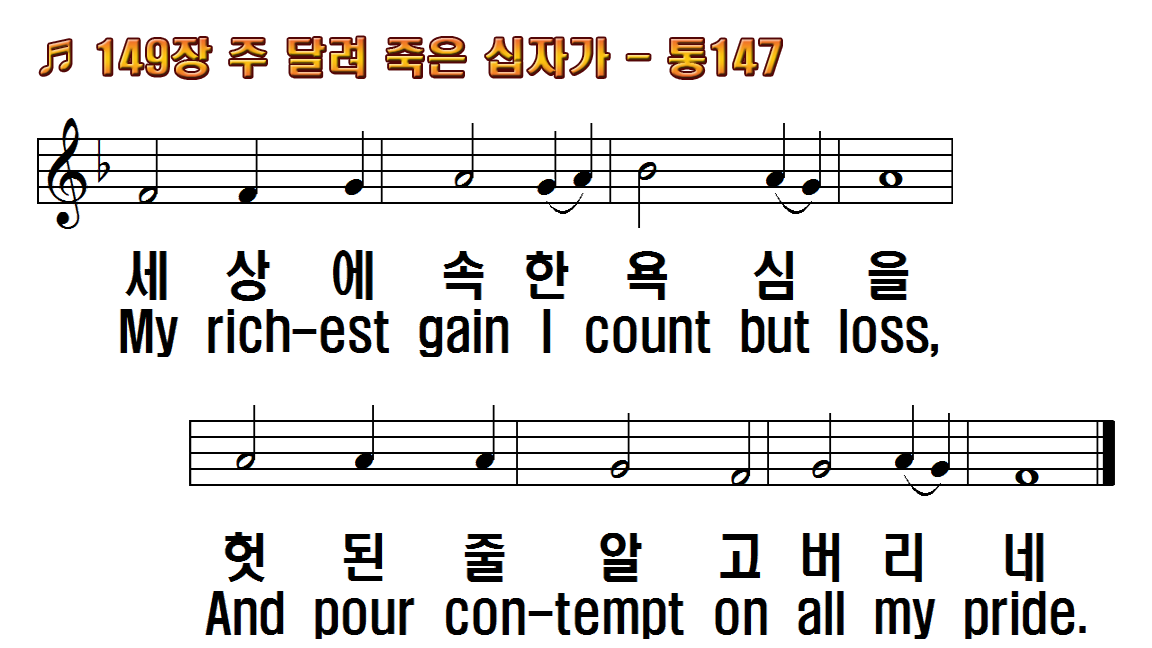 ♬ 149장 주 달려 죽은 십자가 - 통147
세 상 에 속 한 욕 심 을
My rich-est gain I count but loss,
헛 된 줄 알 고 버 리 네
And pour con-tempt on all my pride.